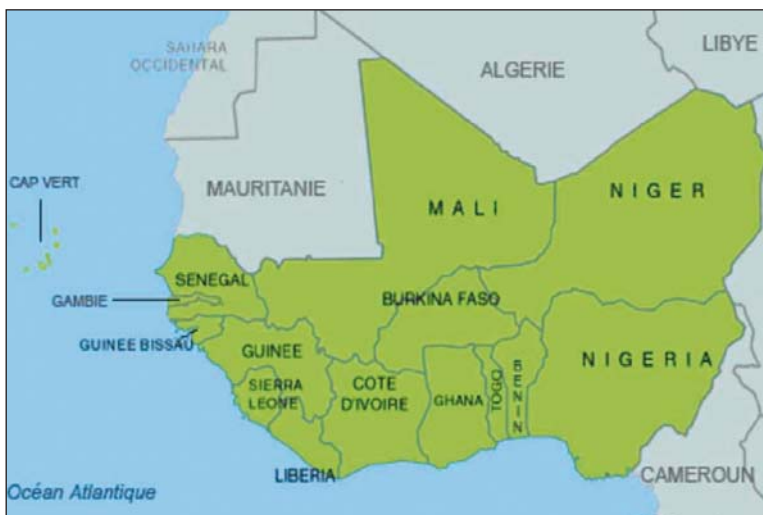 SAHARA
OCCIDENTAL
LIBYE
ALGERIE
CAP VERT
MAURITANIE
MALI
NIGER
SENEGAL
GAMBIE
BURKINA FASO
GUINEE BISSAU
GUINEE
NIGERIA
SIERRA
LEONE
COTE
D'IVOIRE
GHANA
TOGO
BENIN
LIBERIA
CAMEROUN
Océan Atlantique